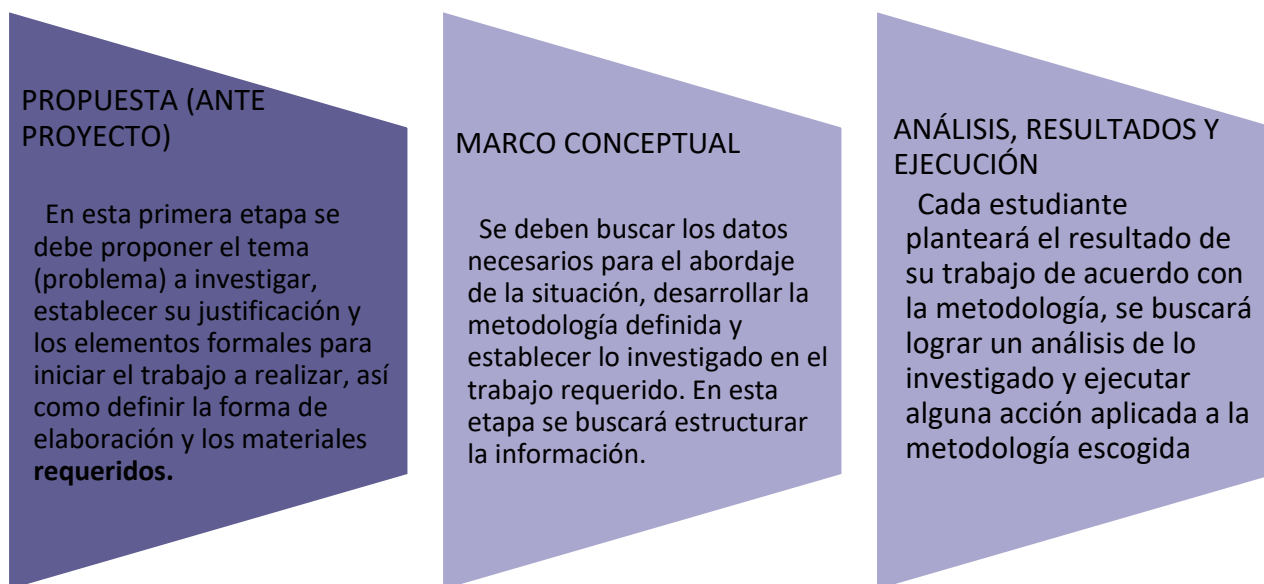 PROPUESTA (ANTE
PROYECTO)
En esta primera etapa se
debe proponer el tema
(problema) a investigar,
establecer su justificación y
los elementos formales para
iniciar el trabajo a realizar, así
como definir la forma de
elaboración y los materiales
requeridos.
MARCO CONCEPTUAL
Se deben buscar los datos
necesarios para el abordaje
de la situación, desarrollar la
metodología definida y
establecer lo investigado en el
trabajo requerido. En esta
etapa se buscará estructurar
la información.
ANÁLISIS, RESULTADOS Y
EJECUCIÓN
Cada estudiante
planteará el resultado de
su trabajo de acuerdo con
la metodología, se buscará
lograr un análisis de lo
investigado y ejecutar
alguna acción aplicada a la
metodología escogida